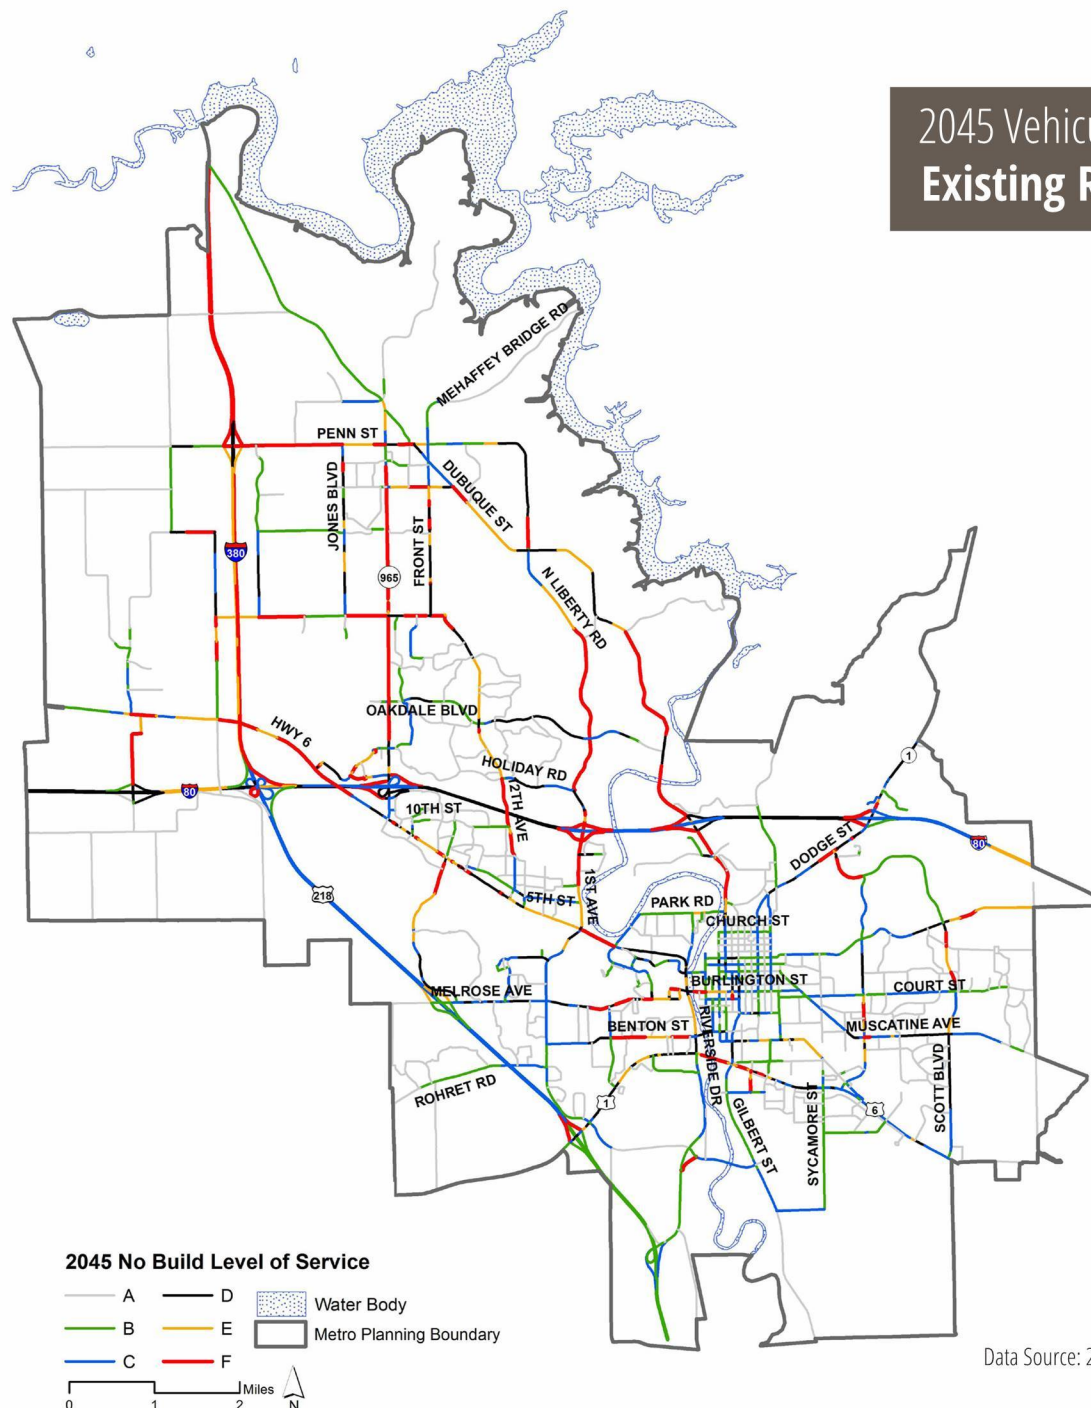 2045 Vehicu
Existing R
MEHAFFEY BRIDGE RD
PENN ST
DUBUQUE ST
JONES BLVD
FRONT ST
380
965
N LIBERTY RD
OAKDALE BLVD
HWY 6
HOLIDAY RD
12TH AVE
10TH ST
80
1
DODGE ST
80
218
5TH ST
1ST AVE
PARK RD
CHURCH ST
BURLINGTON ST
COURT ST
MELROSE AVE
BENTON ST
MUSCATINE AVE
RIVERSIDE DR
ROHRET RD
1
GILBERT ST
SYCAMORE ST
6
SCOTT BLVD
2045 No Build Level of Service
A
D
Water Body
B
E
Metro Planning Boundary
C
F
Miles
0 1 2
N
Data Source: 2